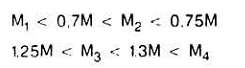 M₁ < 0,7M < M₂ < 0.75M
1.25M < M₃ < 1.3M < M₄